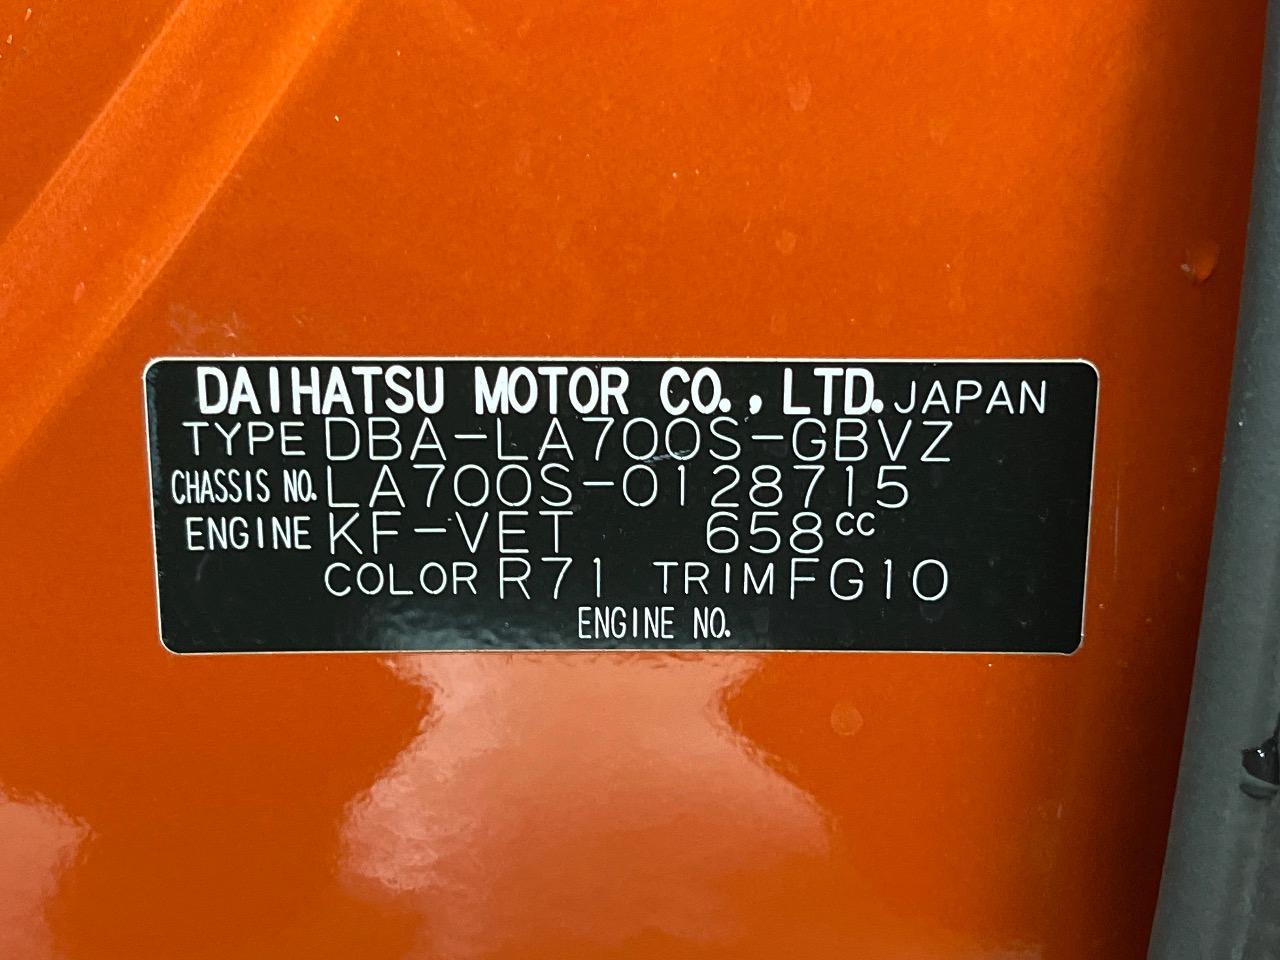 DAIHATSU MOTOR CO., LTD. JAPAN
TYPE DBA-LA700S-GBVZ
CHASSIS NO. LA700S-0128715
ENGINE KF-VET 658cc
COLOR R71 TRIM FG10
ENGINE NO.